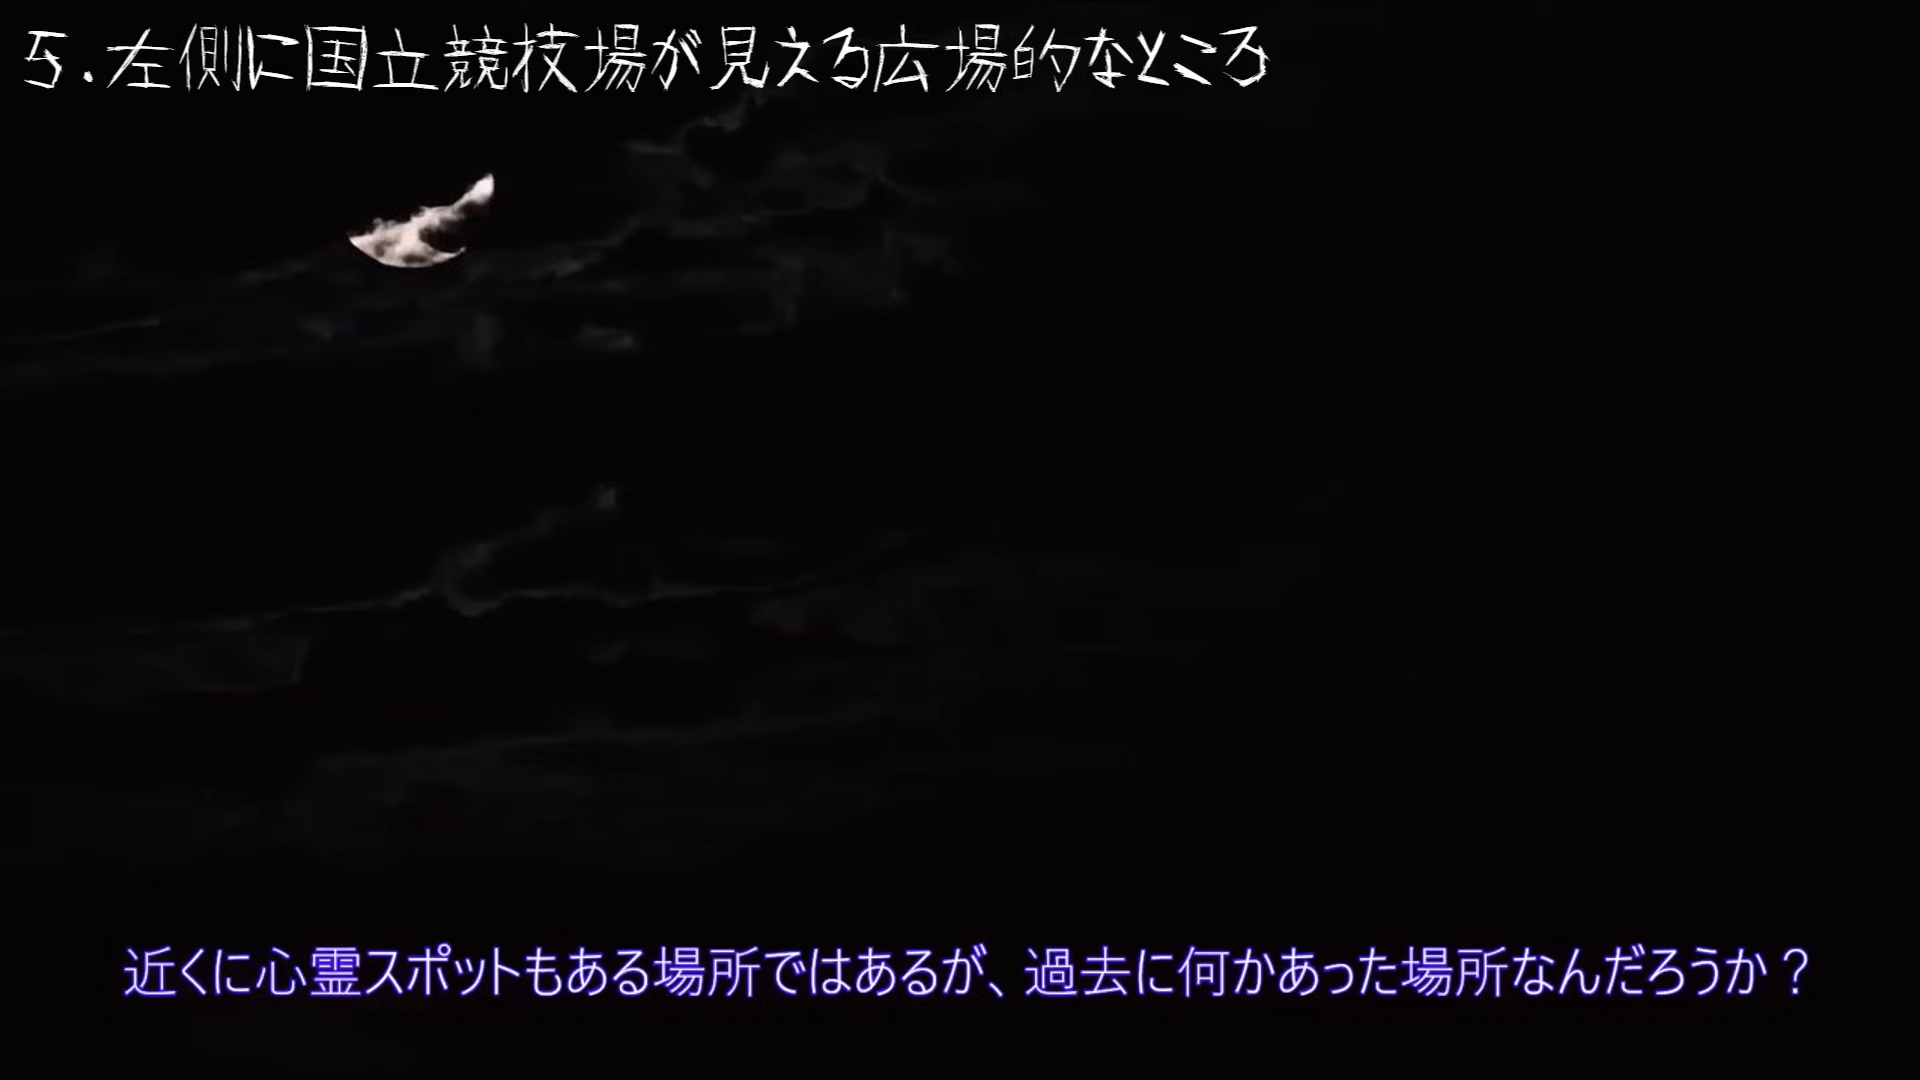 5.左側に国立競技場が見える広場的なところ
近くに心霊スポットもある場所ではあるが、過去に何かあった場所なんだろうか？